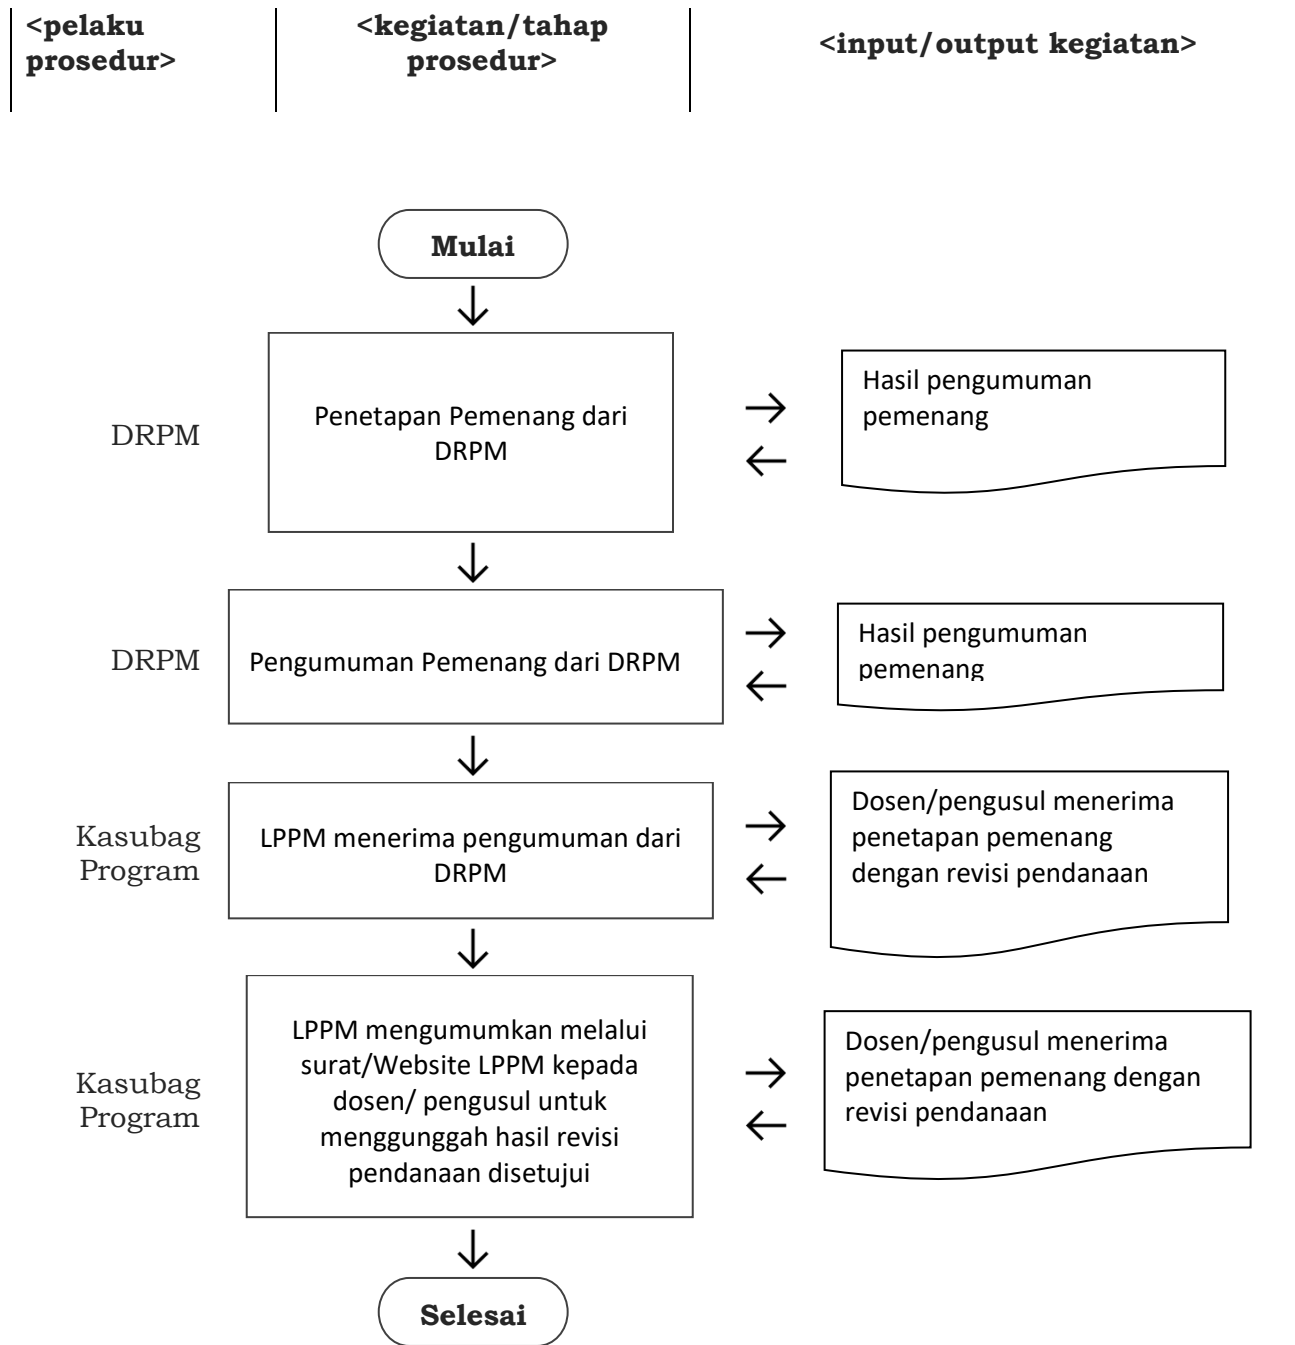 <pelaku
prosedur>
<kegiatan/tahap
prosedur>
<input/output kegiatan>
Mulai
DRPM
Penetapan Pemenang dari
DRPM
Hasil pengumuman
pemenang
DRPM
Pengumuman Pemenang dari DRPM
Hasil pengumuman
pemenang
Kasubag
Program
LPPM menerima pengumuman dari
DRPM
Dosen/pengusul menerima
penetapan pemenang
dengan revisi pendanaan
Kasubag
Program
LPPM mengumumkan melalui
surat/Website LPPM kepada
dosen/ pengusul untuk
menggunggah hasil revisi
pendanaan disetujui
Dosen/pengusul menerima
penetapan pemenang dengan
revisi pendanaan
Selesai